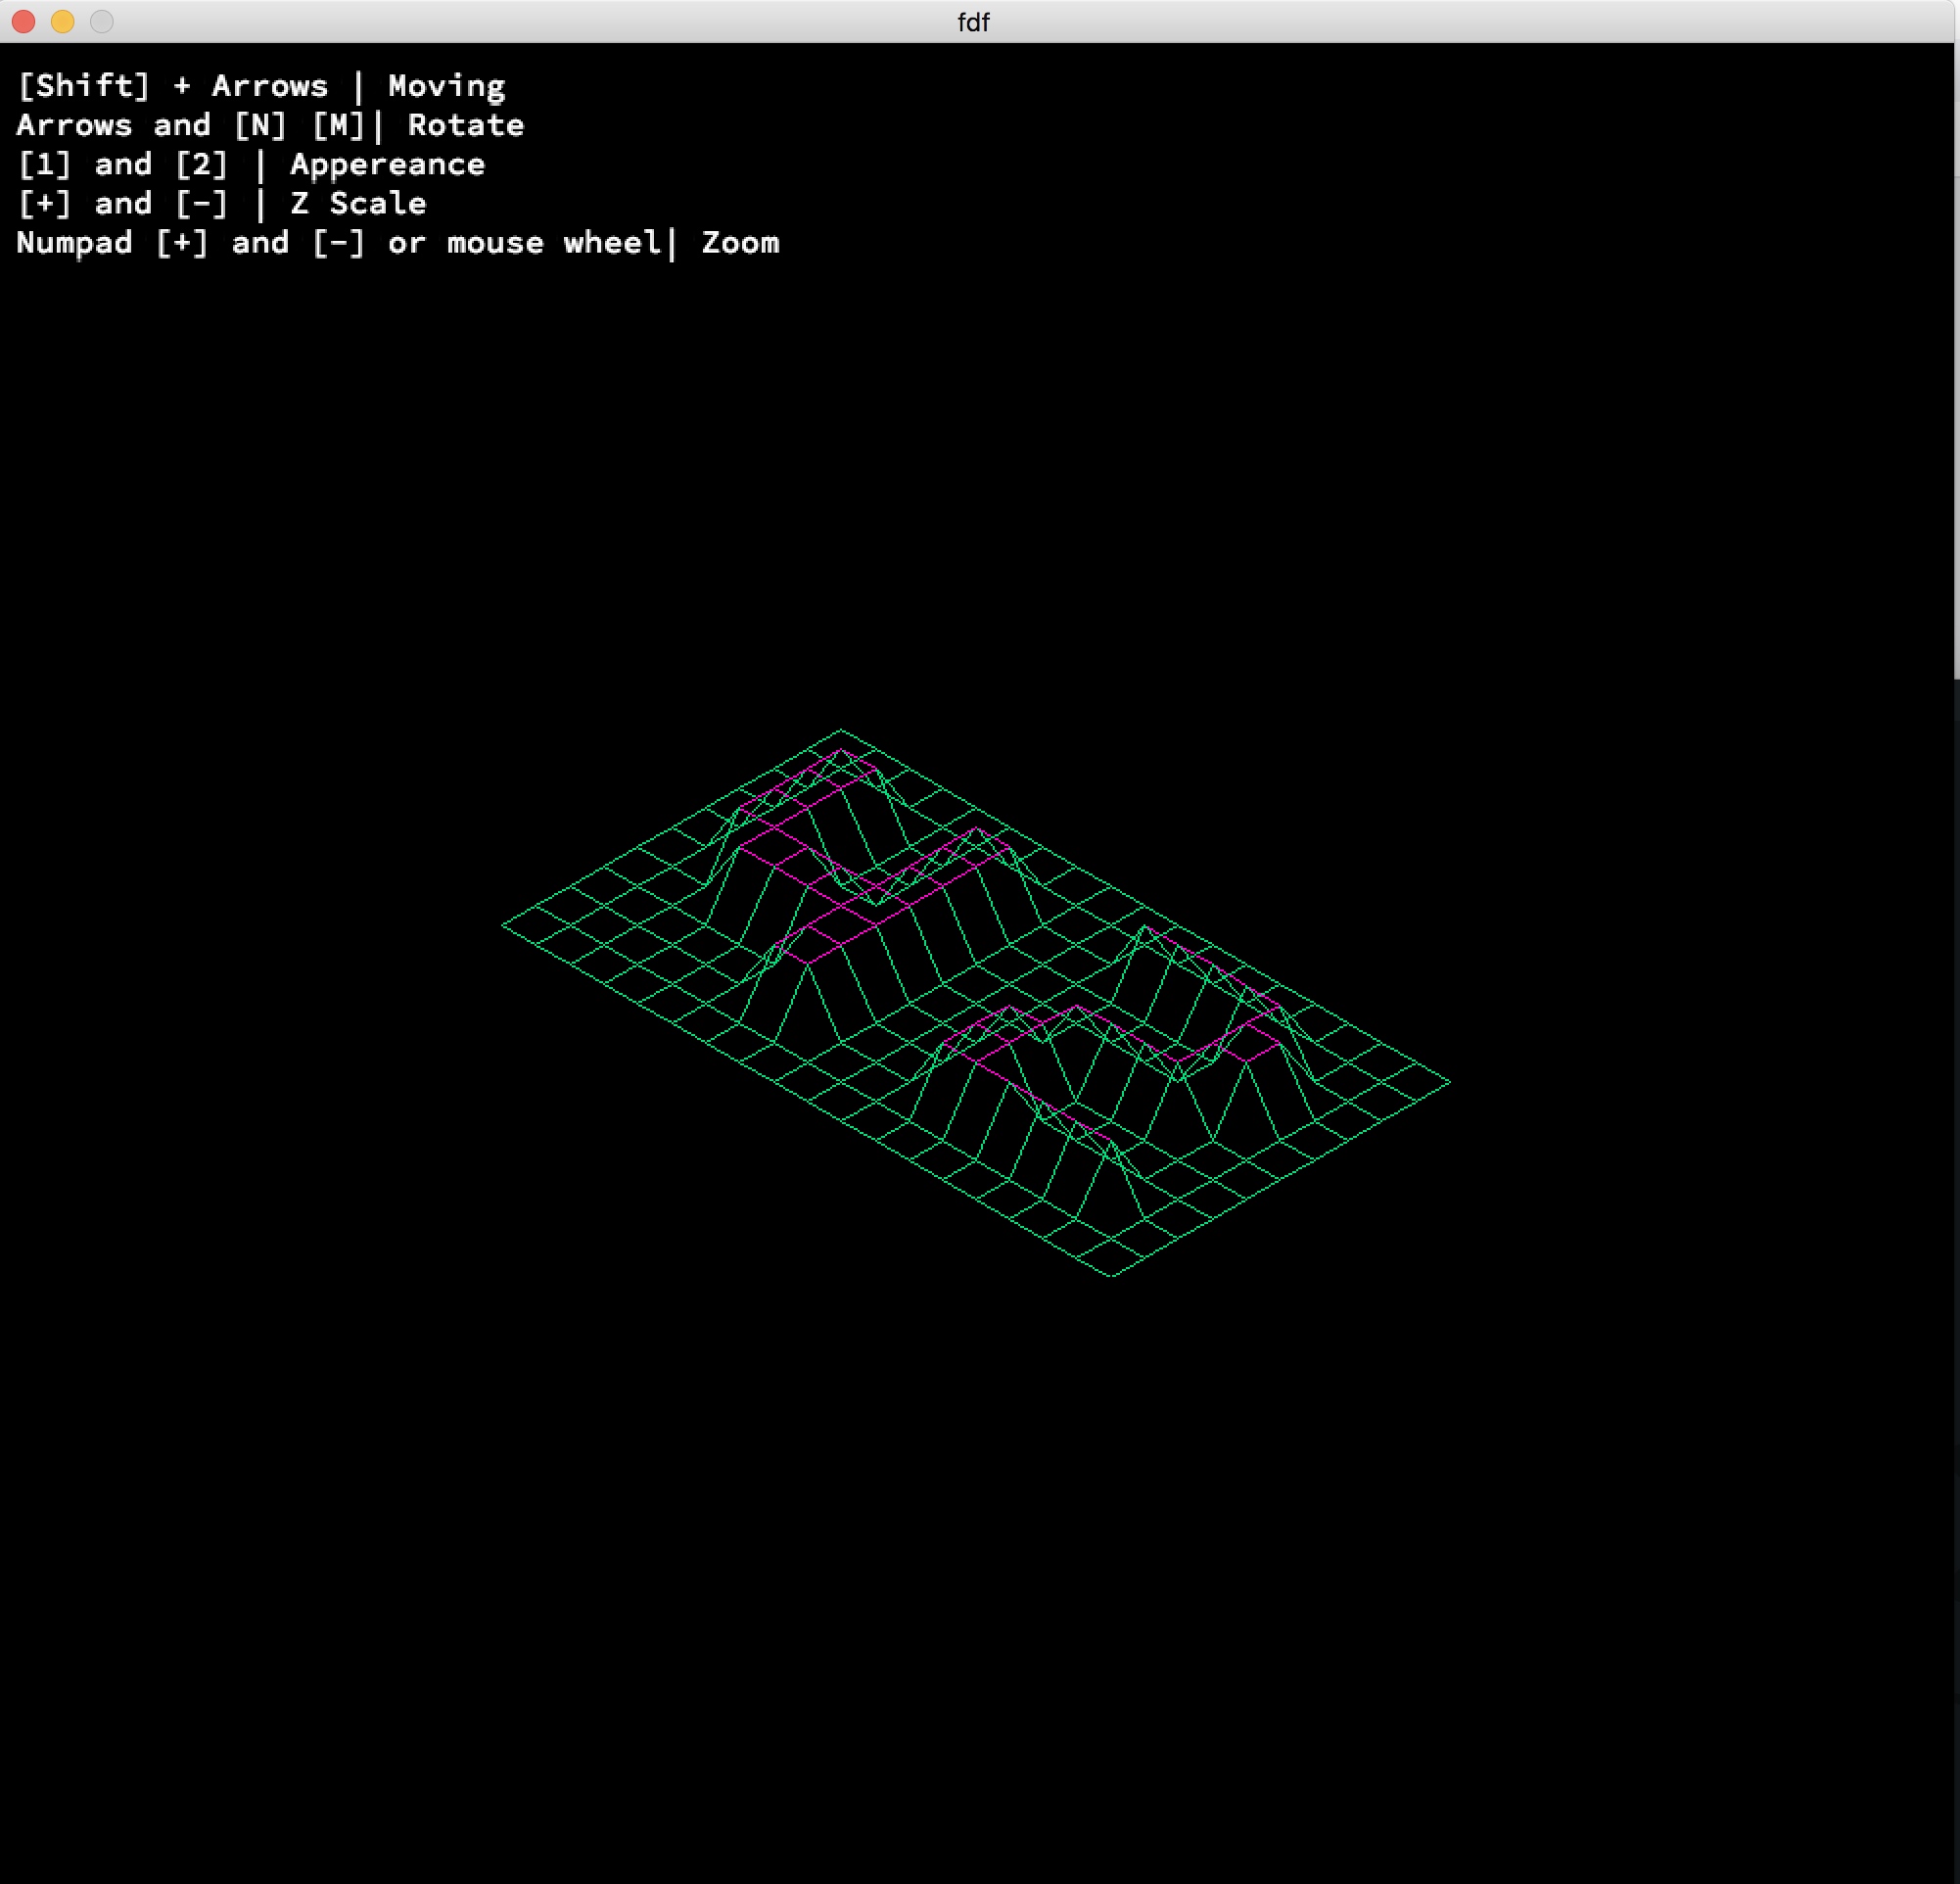 fdf
[Shift] + Arrows | Moving
Arrows and [N] [M]| Rotate
[1] and [2] | Appereance
[+] and [-] | Z Scale
Numpad [+] and [-] or mouse wheel| Zoom